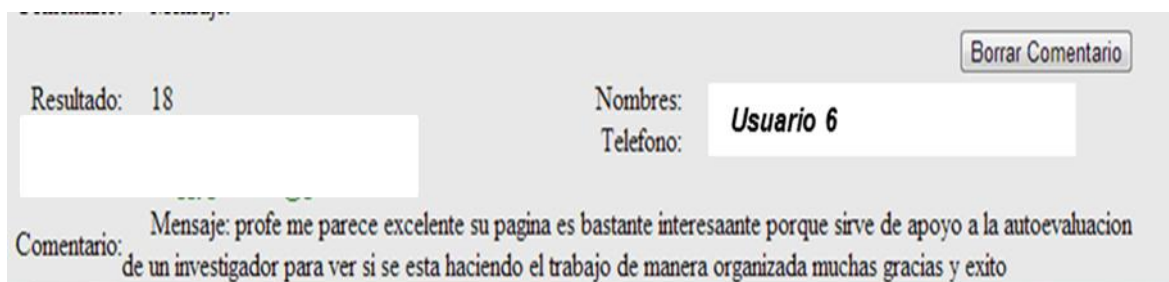 Borrar Comentario
Resultado: 18 Nombres:
Usuario 6
Telefono:
Mensaje: profe me parece excelente su pagina es bastante interesaante porque sirve de apoyo a la autoevaluacion
Comentario:
de un investigador para ver si se esta haciendo el trabajo de manera organizada muchas gracias y exito